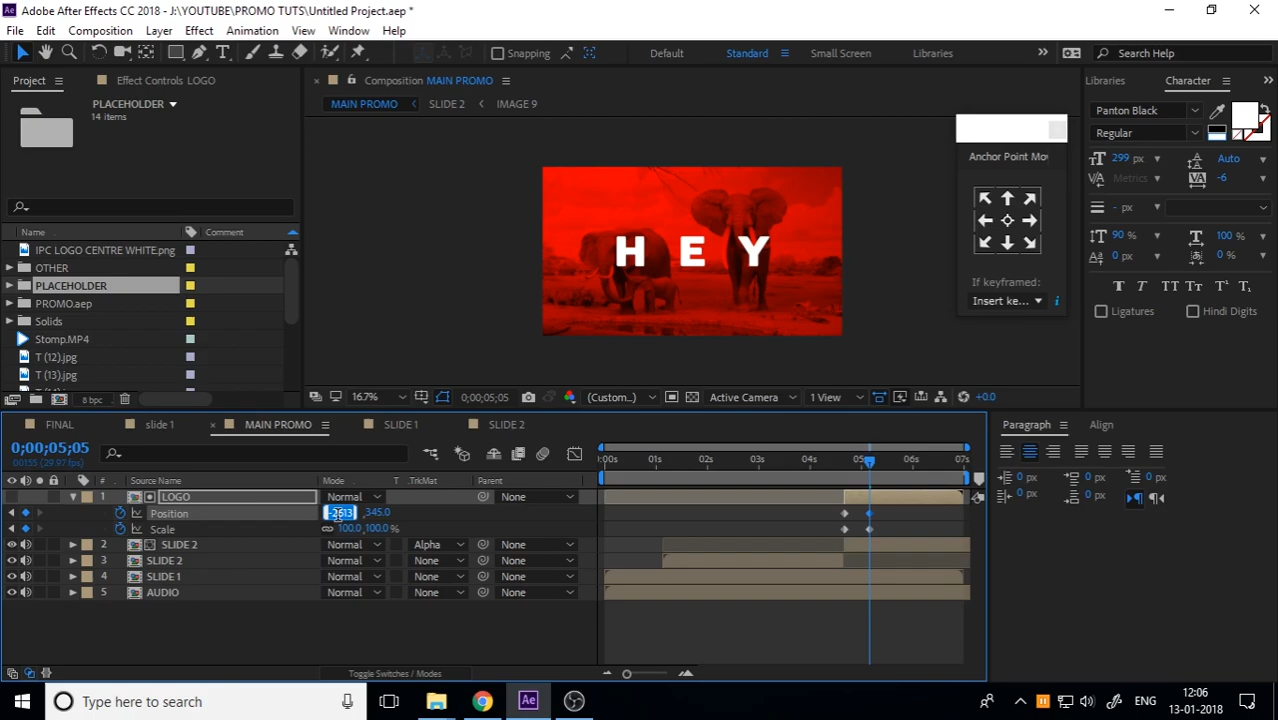 Ae Adobe After Effects CC 2018 - J:\YOUTUBE\PROMO TUTS\Untitled Project.aep *
File Edit Composition Layer Effect Animation View Window Help
Snapping Default Standard Small Screen Libraries Search Help
Project Effect Controls LOGO Composition MAIN PROMO Libraries Character
PLACEHOLDER
14 items
MAIN PROMO SLIDE 2 IMAGE 9
Panton Black
Regular
299 px Auto
Metrics -6
- px
90 % 100 %
0 px 0 %
Ligatures Hindi Digits
Anchor Point Mov
If keyframed:
Insert ke...
HEY
Name Comment
IPC LOGO CENTRE WHITE.png
OTHER
PLACEHOLDER
PROMO.aep
Solids
Stomp.MP4
T (12).jpg
T (13).jpg
8 bpc
16.7% 0;00;05;05 (Custom...) Active Camera 1 View +0.0
FINAL slide 1 MAIN PROMO SLIDE 1 SLIDE 2
0;00;05;05
00155 (29.97 fps)
# Source Name Mode T .TrkMat Parent
0:00s 01s 02s 03s 04s 05s 06s 07s
1 LOGO Normal None
Position -2513 ,345.0
Scale 100.0,100.0%
2 SLIDE 2 Normal Alpha None
3 SLIDE 2 Normal None None
4 SLIDE 1 Normal None None
5 AUDIO Normal None None
Toggle Switches / Modes
Paragraph Align
0 px 0 px 0 px
0 px 0 px
Type here to search
ENG
12:06
13-01-2018